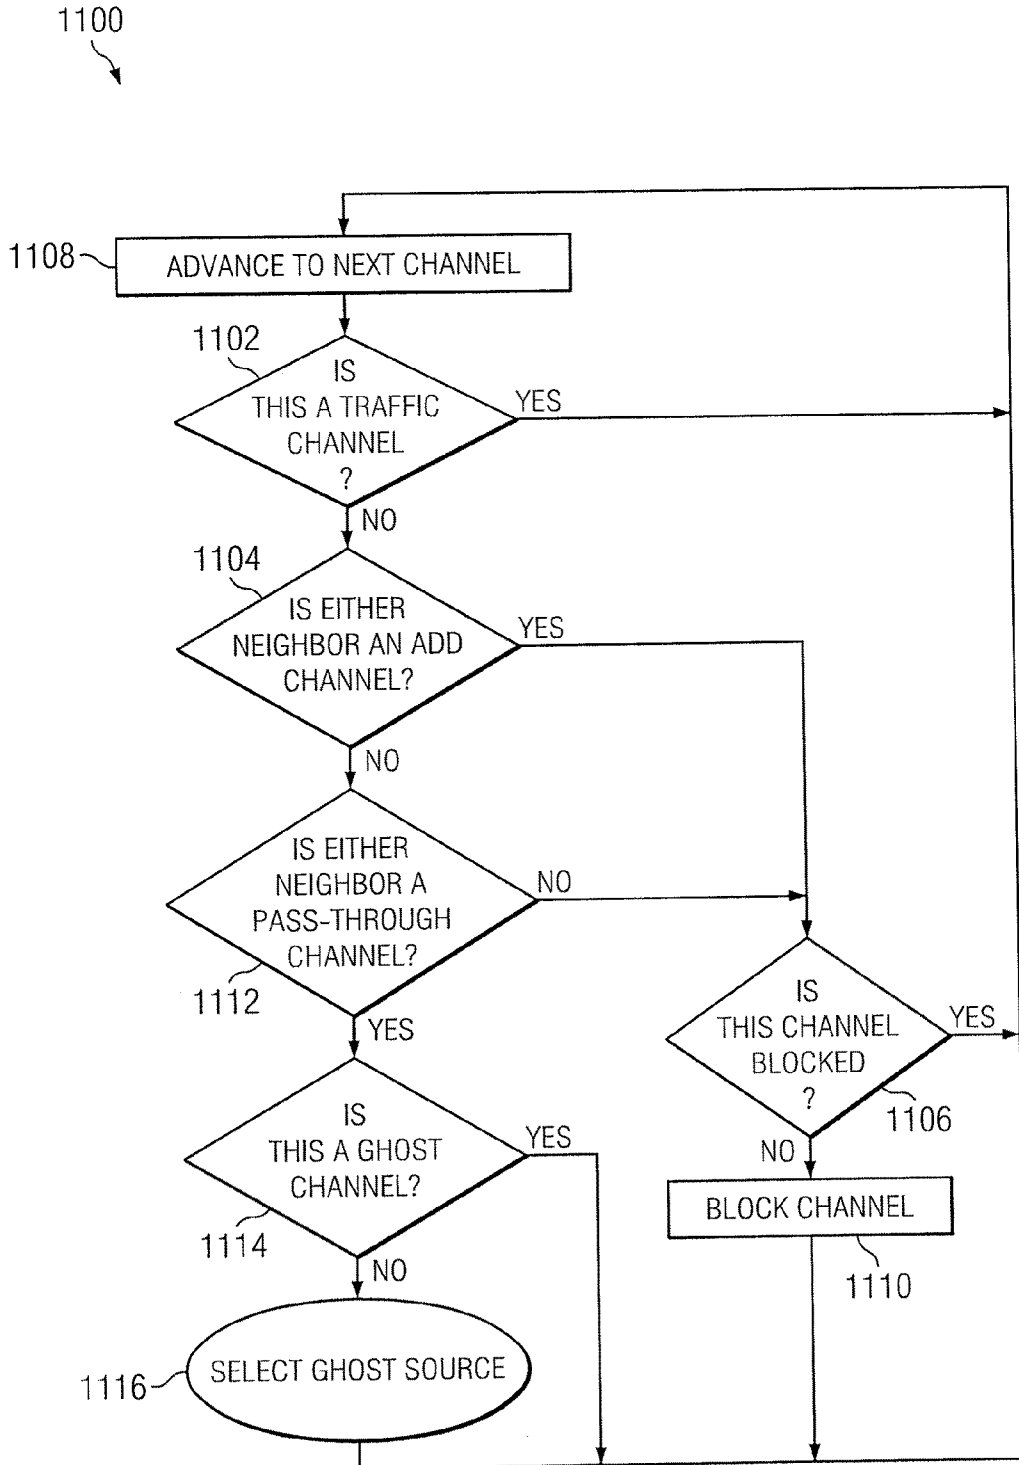 1100
1108
ADVANCE TO NEXT CHANNEL
1102
IS
THIS A TRAFFIC
CHANNEL
?
YES
NO
1104
IS EITHER
NEIGHBOR AN ADD
CHANNEL?
YES
NO
IS EITHER
NEIGHBOR A
PASS-THROUGH
CHANNEL?
NO
1112
YES
IS
THIS CHANNEL
BLOCKED
?
YES
1106
NO
IS
THIS A GHOST
CHANNEL?
YES
1114
NO
BLOCK CHANNEL
1110
SELECT GHOST SOURCE
1116